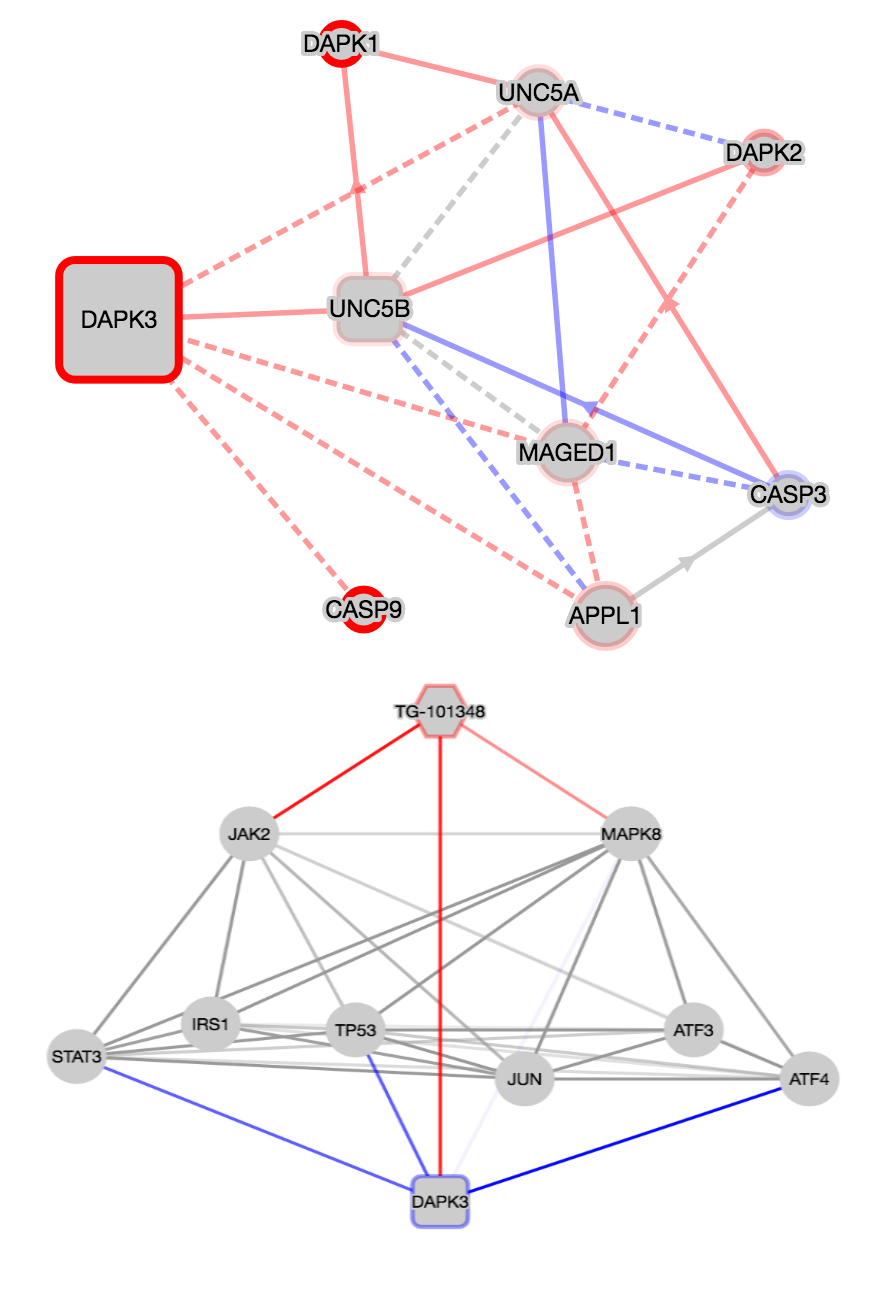 DAPK1
UNC5A
DAPK2
UNC5B
DAPK3
MAGED1
CASP3
CASP9
APPL1
TG-101348
JAK2
MAPK8
IRS1
TP53
ATF3
STAT3
JUN
ATF4
DAPK3